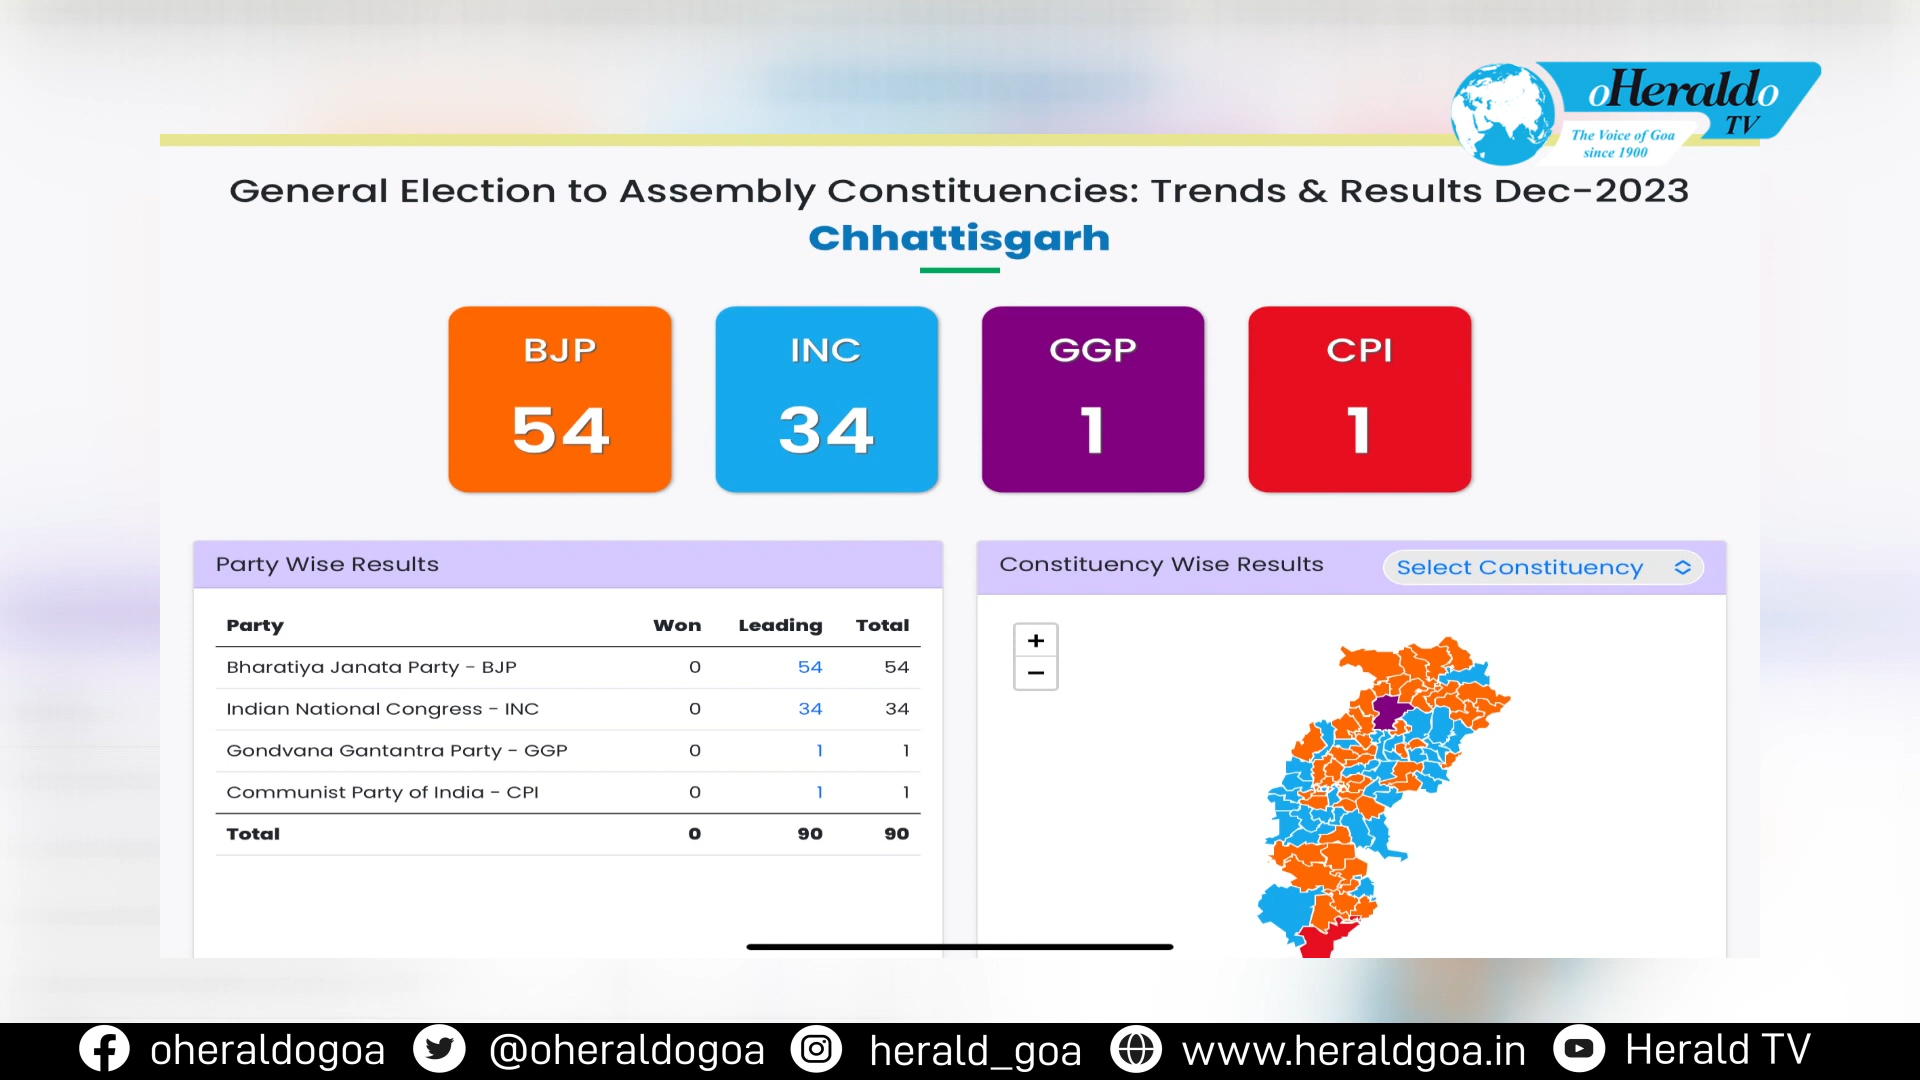 oHeraldo
TV
The Voice of Goa
since 1900
General Election to Assembly Constituencies: Trends & Results Dec-2023
Chhattisgarh
BJP
54
INC
34
GGP
1
CPI
1
Party Wise Results
Party Won Leading Total
Bharatiya Janata Party - BJP 0 54 54
Indian National Congress - INC 0 34 34
Gondvana Gantantra Party - GGP 0 1 1
Communist Party of India - CPI 0 1 1
Total 0 90 90
Constituency Wise Results
Select Constituency
+
−
oheraldogoa @oheraldogoa herald_goa www.heraldgoa.in Herald TV